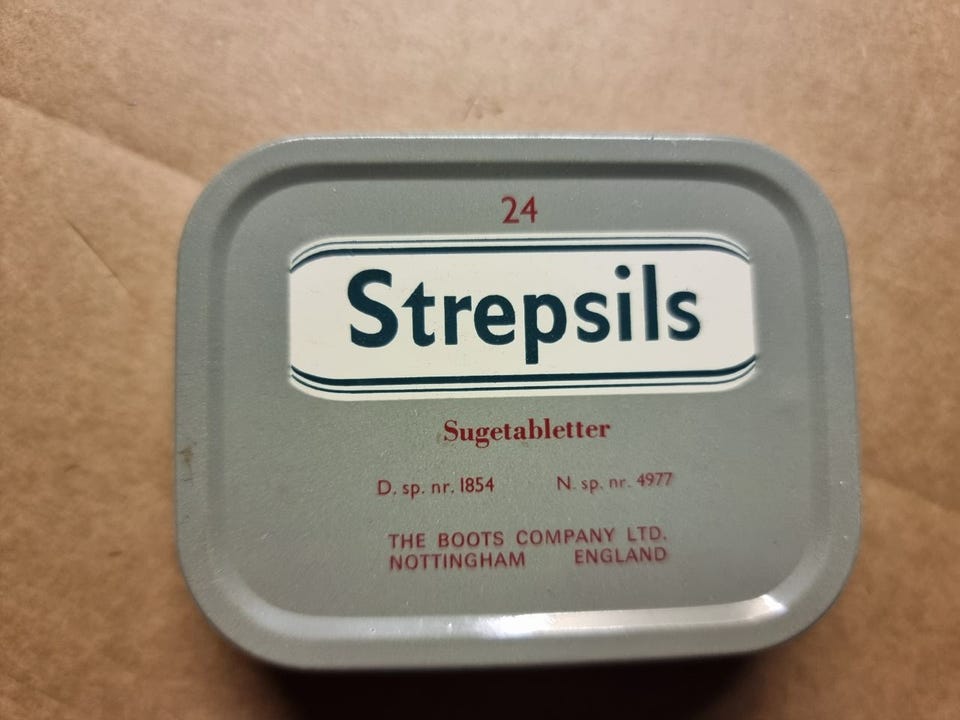 24
Strepsils
Sugetabletter
D. sp. nr. 1854 N. sp. nr. 4977
THE BOOTS COMPANY LTD.
NOTTINGHAM ENGLAND